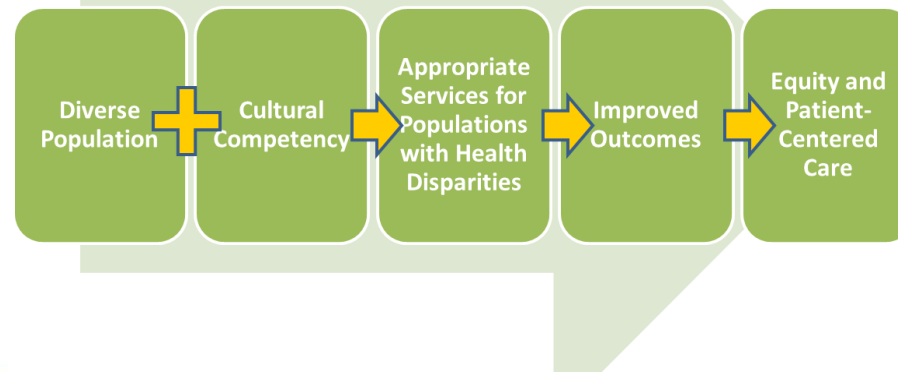 Diverse
Population
Cultural
Competency
Appropriate
Services for
Populations
with Health
Disparities
Improved
Outcomes
Equity and
Patient-
Centered
Care